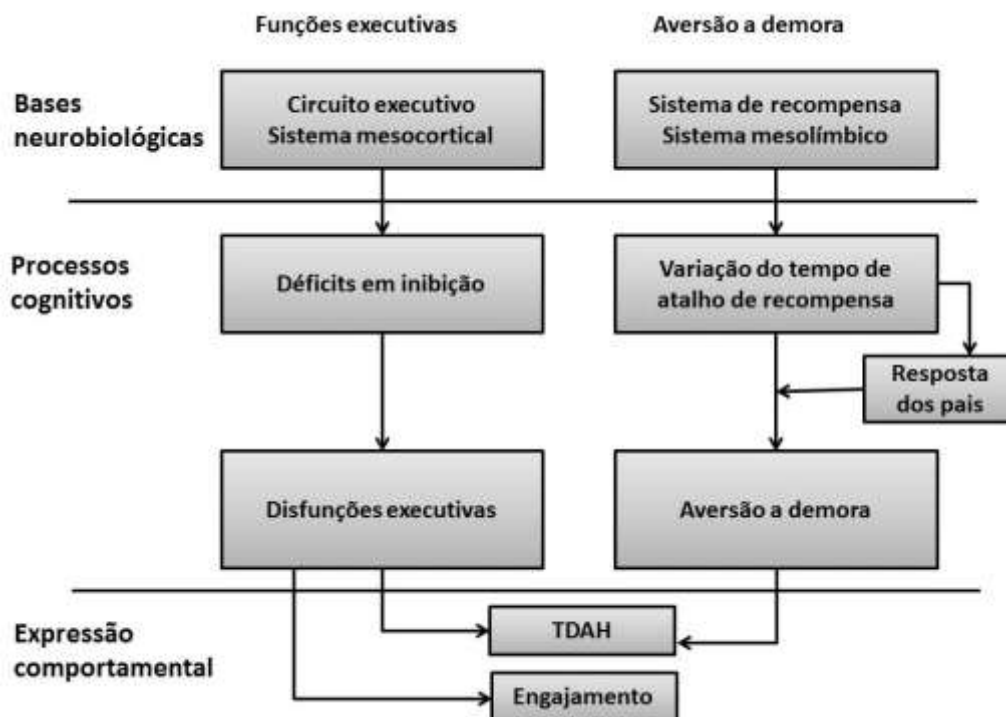 Funções executivas
Aversão a demora
Bases
neurobiológicas
Circuito executivo
Sistema mesocortical
Sistema de recompensa
Sistema mesolímbico
Processos
cognitivos
Déficits em inibição
Variação do tempo de
atalho de recompensa
Resposta
dos pais
Disfunções executivas
Aversão a demora
Expressão
comportamental
TDAH
Engajamento